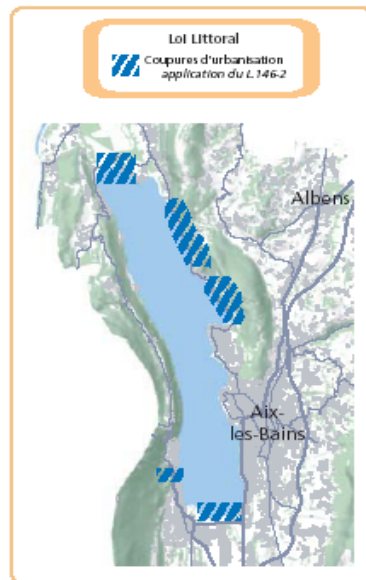 Loi Littoral
Coupures d'urbanisation
application du L.146-2
Albens
Aix-
les-Bains